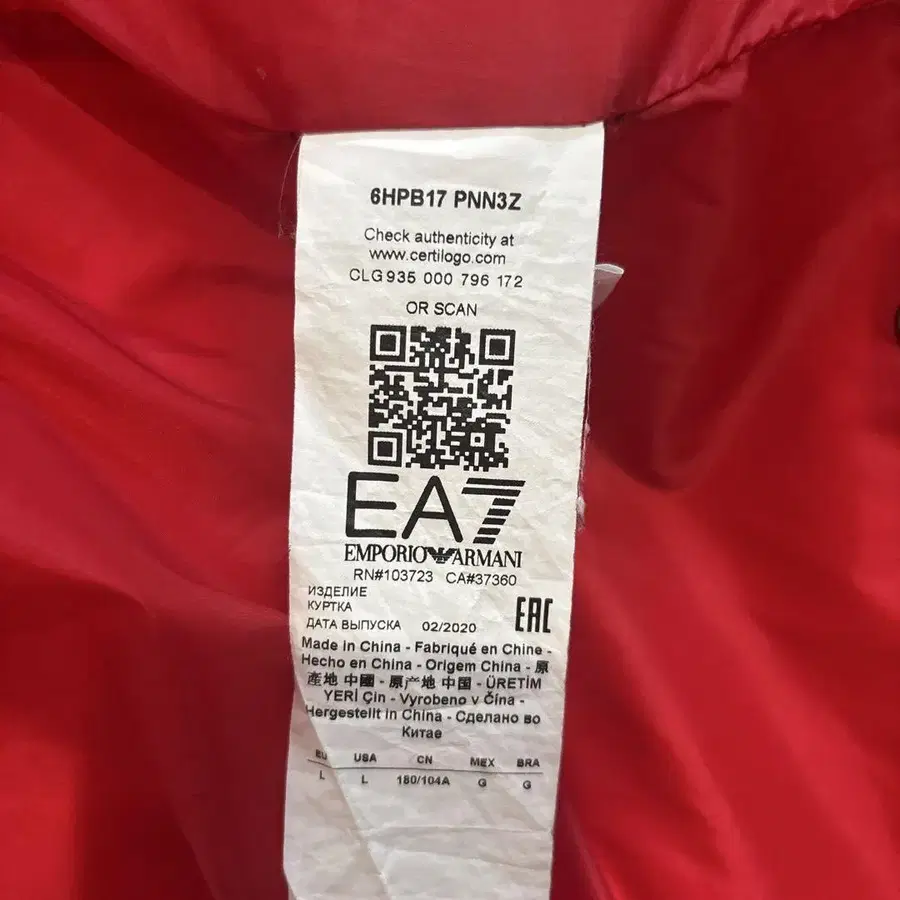 6HPB17 PNN3Z
Check authenticity at
www.certilogo.com
CLG 935 000 796 172
OR SCAN
EA7
EMPORIO ARMANI
RN#103723 CA#37360
ИЗДЕЛИЕ
КУРТКА
ДАТА ВЫПУСКА 02/2020
EAC
Made in China - Fabriqué en Chine -
Hecho en China - Origem China - 原
產地 中國 - 原产地 中国 - ÜRETİM
YERİ Çin - Vyrobeno v Čína -
Hergestellt in China - Сделано во
Китае
EU USA CN MEX BRA
L L 180/104A G G